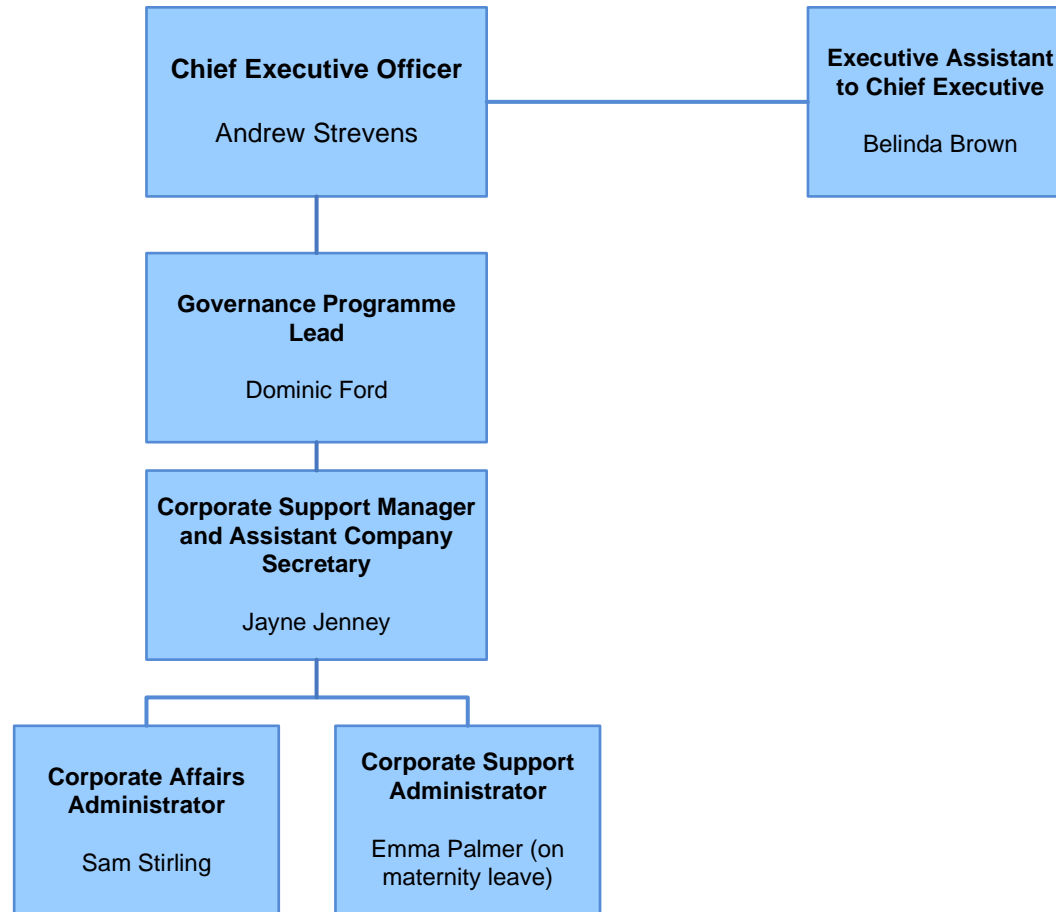 Chief Executive Officer
Andrew Strevens
Executive Assistant
to Chief Executive
Belinda Brown
Governance Programme
Lead
Dominic Ford
Corporate Support Manager
and Assistant Company
Secretary
Jayne Jenney
Corporate Affairs
Administrator
Sam Stirling
Corporate Support
Administrator
Emma Palmer (on
maternity leave)